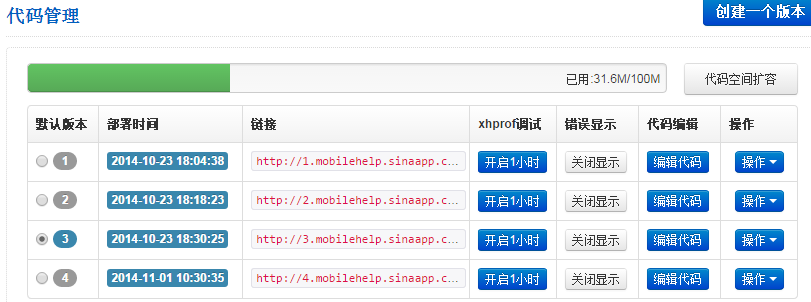 代码管理
创建一个版本
已用:31.6M/100M
代码空间扩容
默认版本 部署时间 链接 xhprof调试 错误显示 代码编辑 操作
1 2014-10-23 18:04:38 http://1.mobilehelp.sinaapp.c... 开启1小时 关闭显示 编辑代码 操作
2 2014-10-23 18:18:23 http://2.mobilehelp.sinaapp.c... 开启1小时 关闭显示 编辑代码 操作
3 2014-10-23 18:30:25 http://3.mobilehelp.sinaapp.c... 开启1小时 关闭显示 编辑代码 操作
4 2014-11-01 10:30:35 http://4.mobilehelp.sinaapp.c... 开启1小时 关闭显示 编辑代码 操作